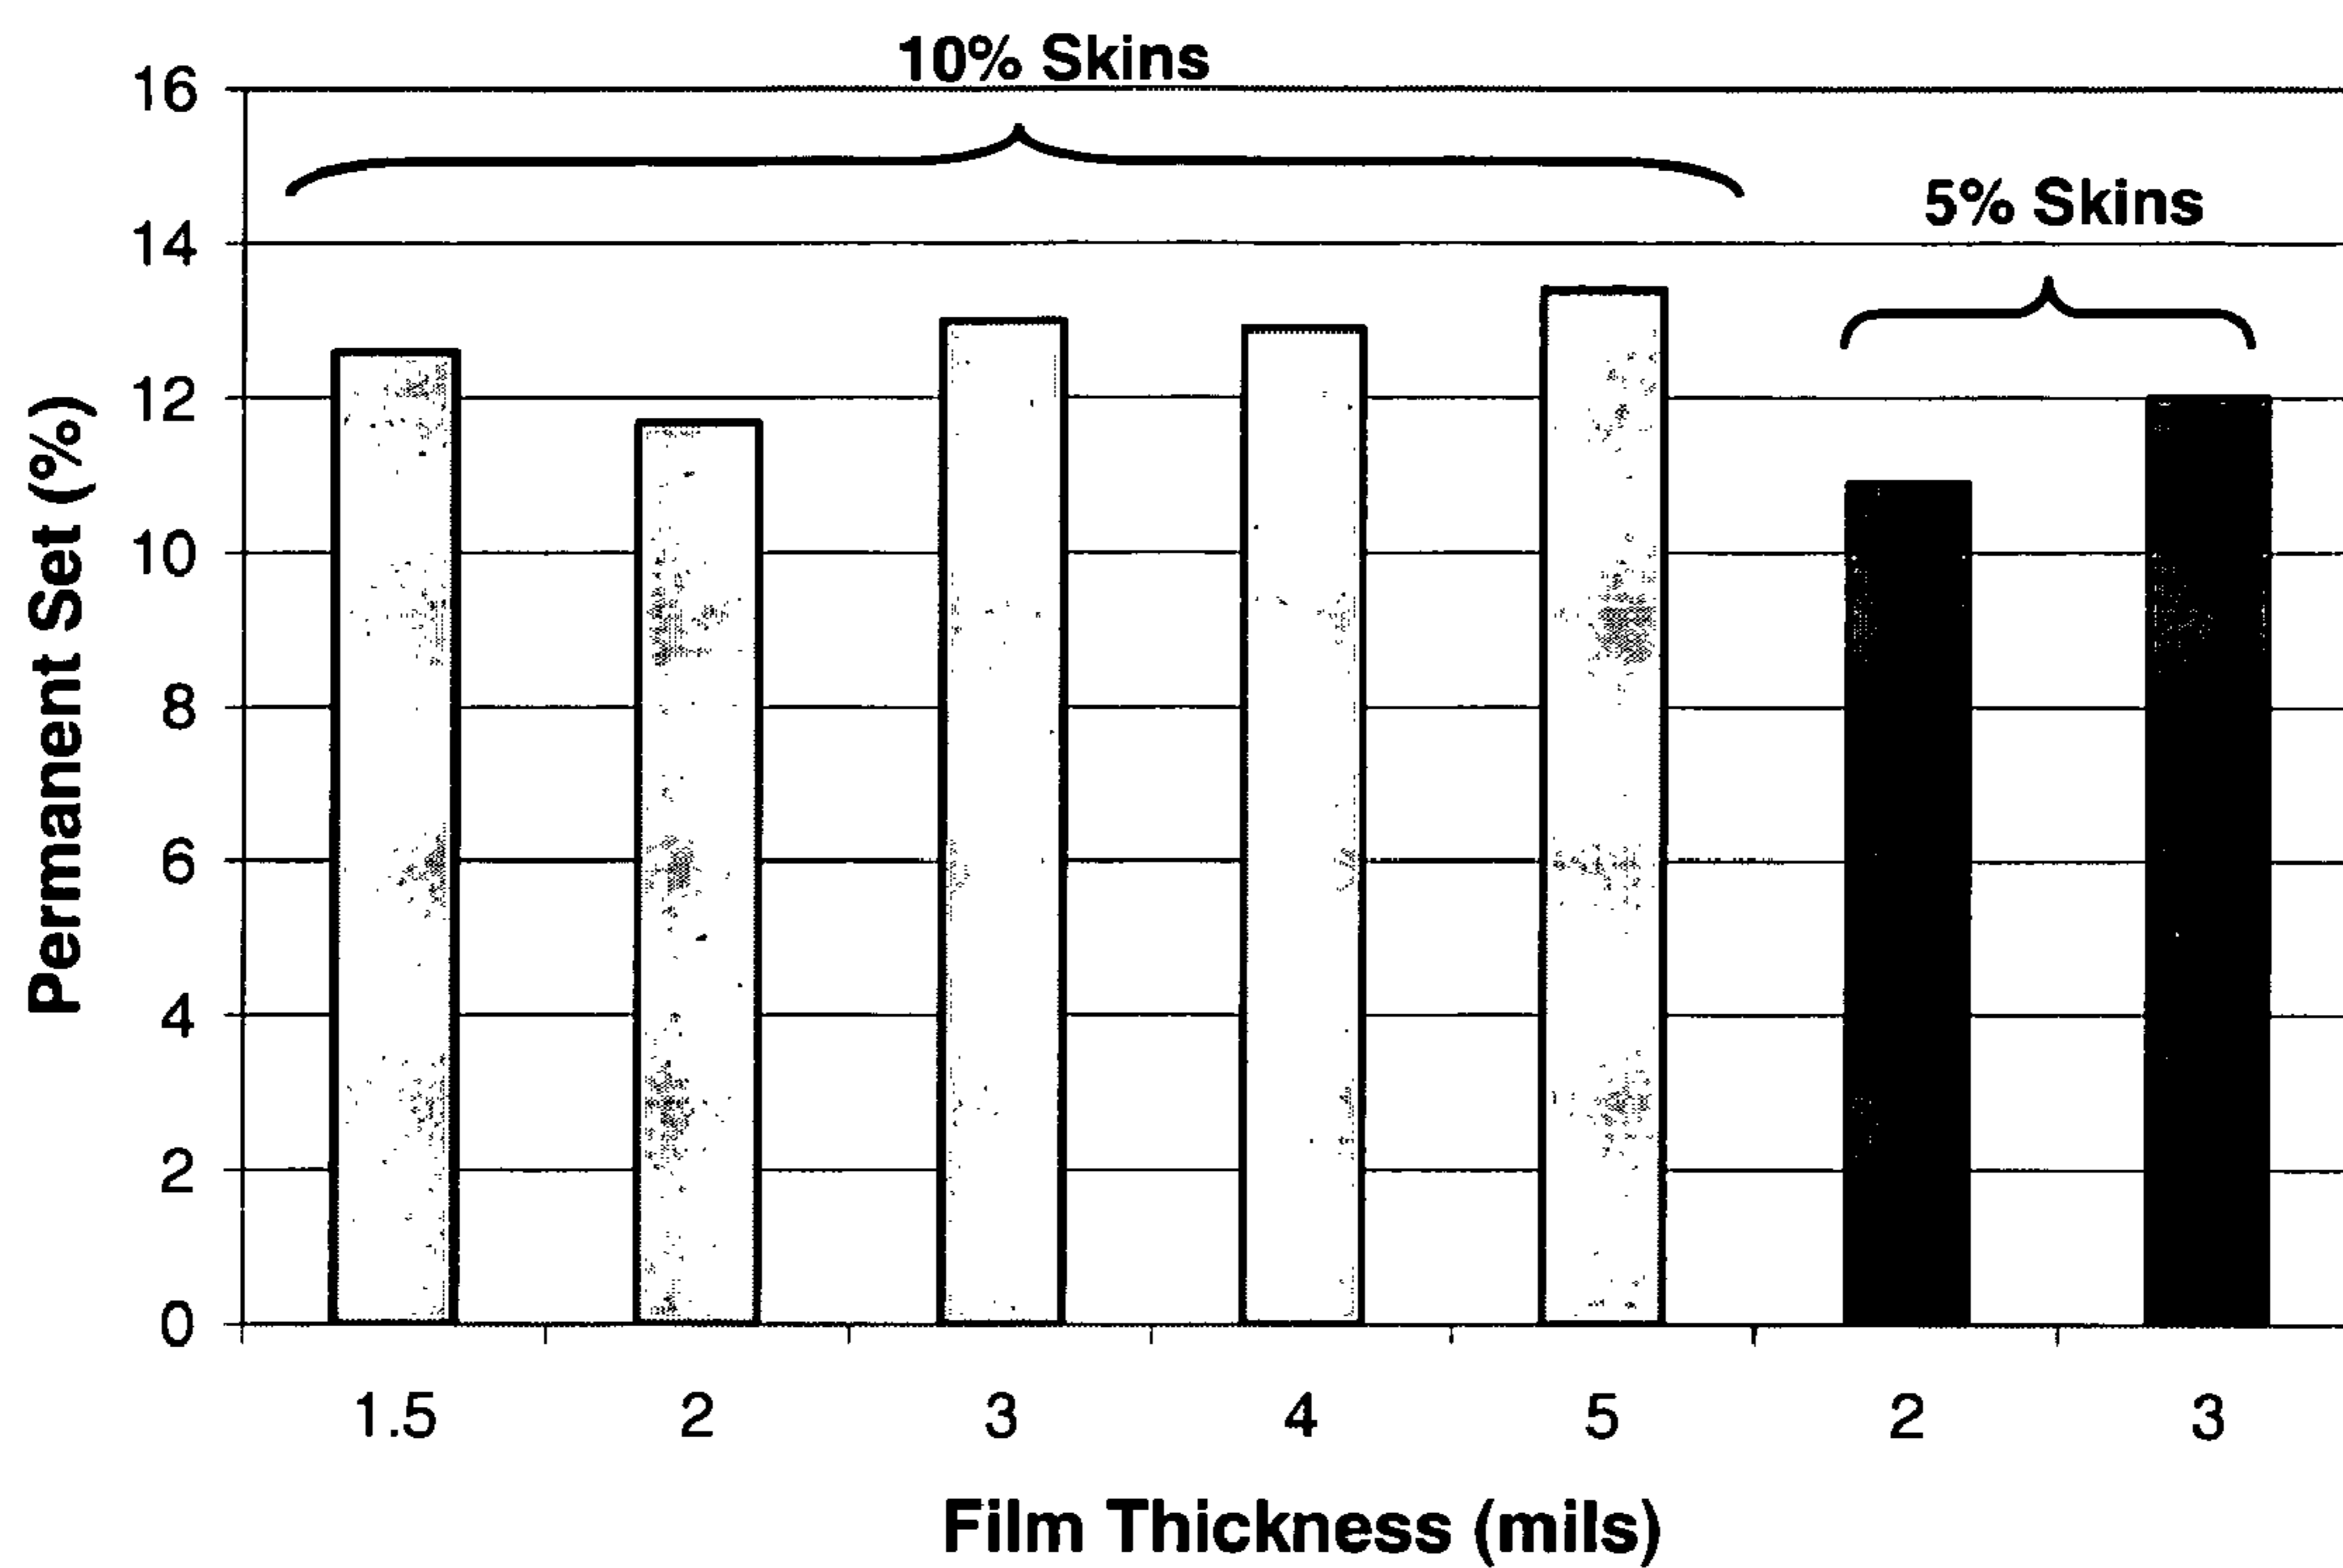 10% Skins
5% Skins
16
14
12
10
8
6
4
2
0
Permanent Set (%)
1.5 2 3 4 5 2 3
Film Thickness (mils)